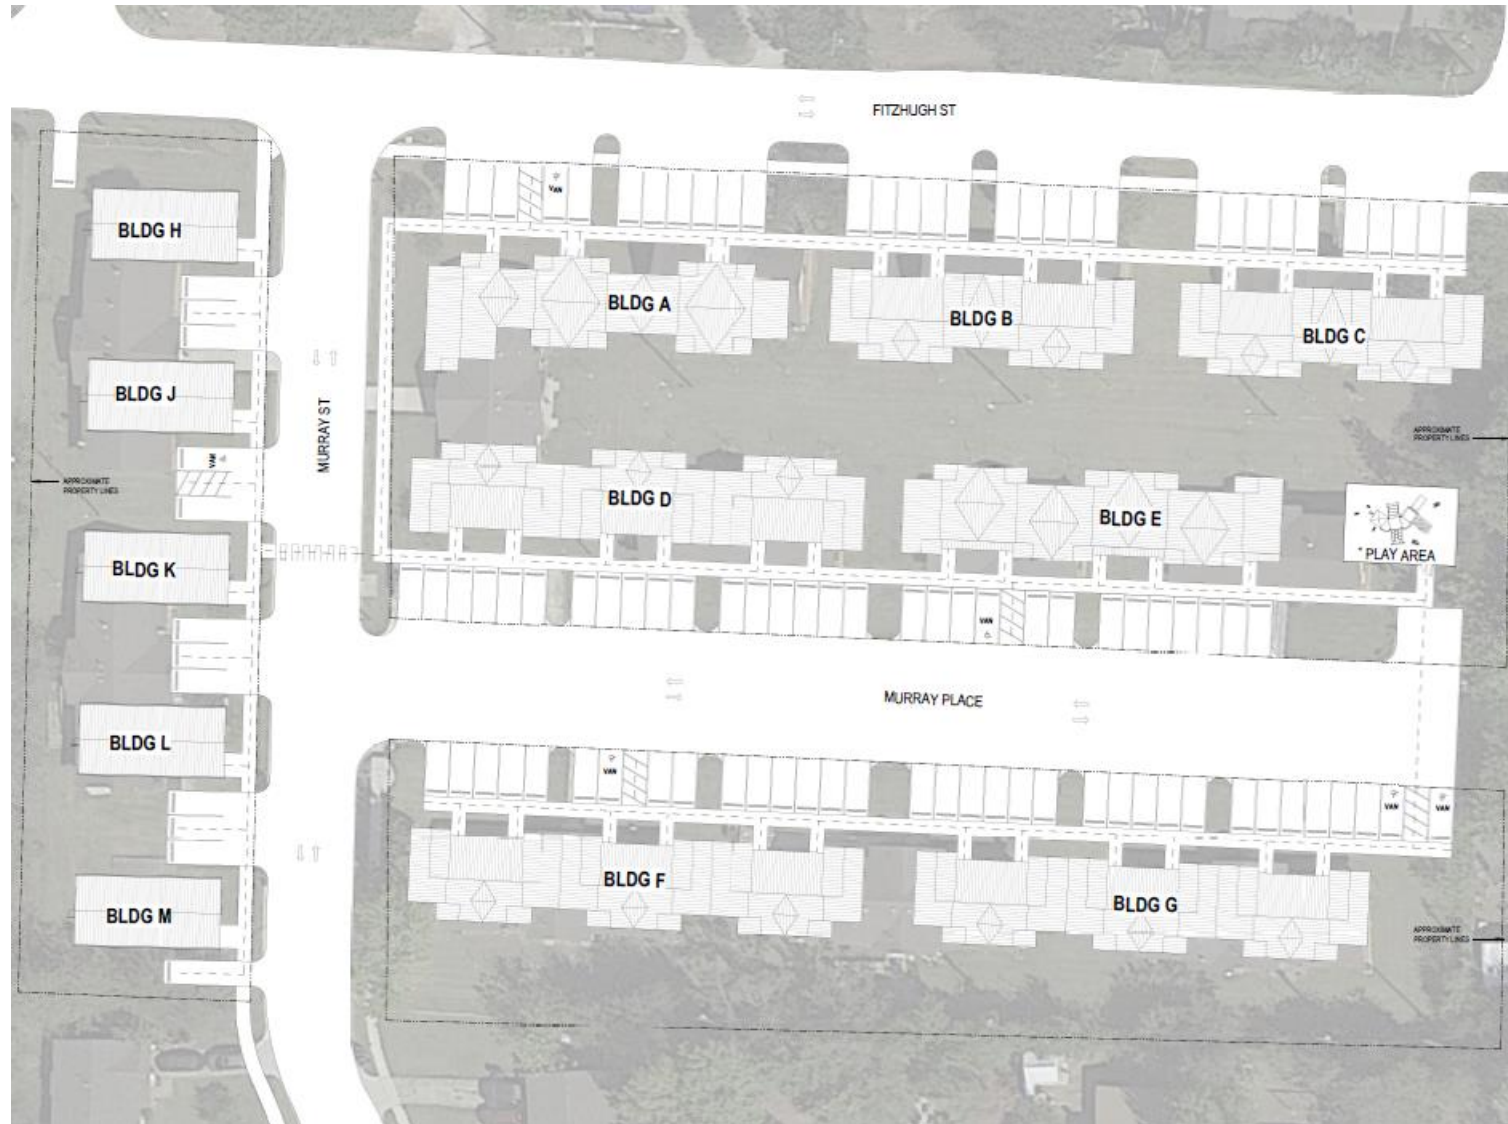 FITZHUGH ST
VAN
BLDG H
BLDG A
BLDG B
BLDG C
BLDG J
MURRAY ST
APPROXIMATE
PROPERTY LINES
VAN
APPROXIMATE
PROPERTY LINES
BLDG D
BLDG E
PLAY AREA
BLDG K
VAN
MURRAY PLACE
BLDG L
VAN
VAN
VAN
BLDG F
BLDG G
BLDG M
APPROXIMATE
PROPERTY LINES